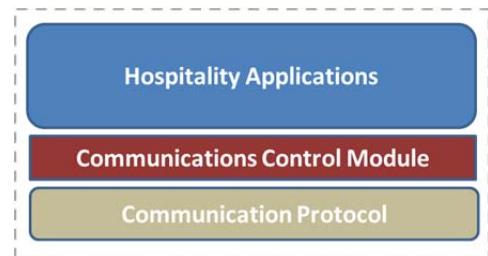 Hospitality Applications
Communications Control Module
Communication Protocol